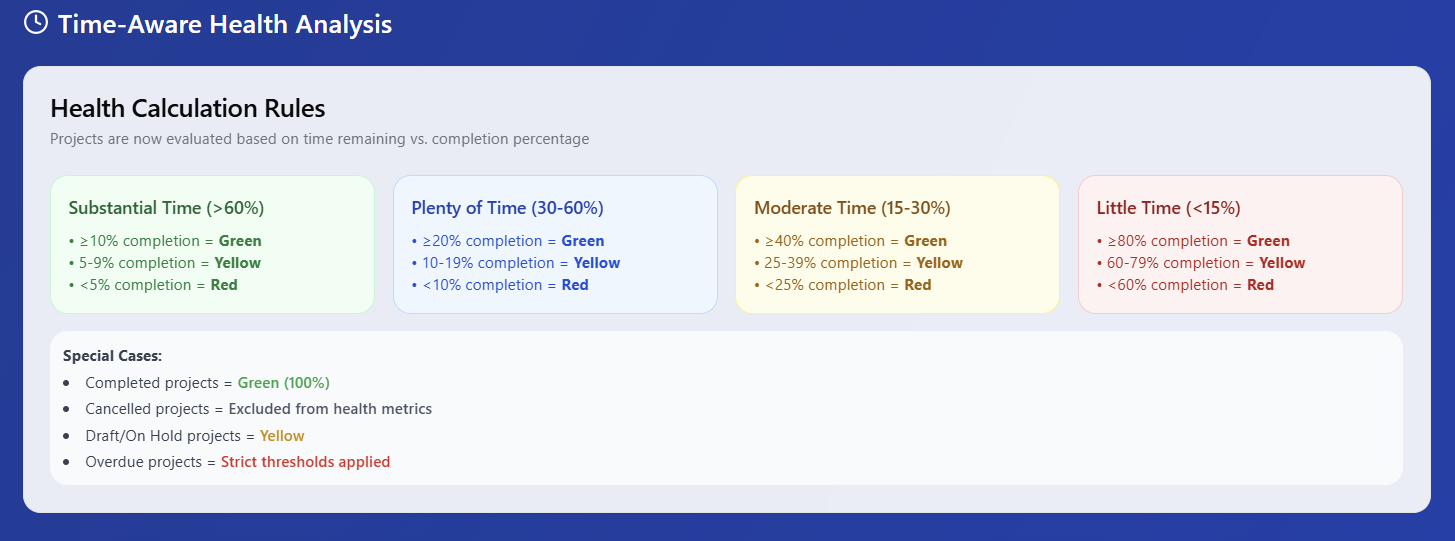 Time-Aware Health Analysis
Health Calculation Rules
Projects are now evaluated based on time remaining vs. completion percentage
Substantial Time (>60%)
• ≥10% completion = Green
• 5-9% completion = Yellow
• <5% completion = Red
Plenty of Time (30-60%)
• ≥20% completion = Green
• 10-19% completion = Yellow
• <10% completion = Red
Moderate Time (15-30%)
• ≥40% completion = Green
• 25-39% completion = Yellow
• <25% completion = Red
Little Time (<15%)
• ≥80% completion = Green
• 60-79% completion = Yellow
• <60% completion = Red
Special Cases:
• Completed projects = Green (100%)
• Cancelled projects = Excluded from health metrics
• Draft/On Hold projects = Yellow
• Overdue projects = Strict thresholds applied